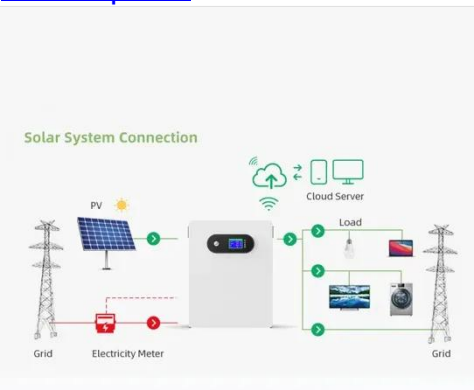 Solar System Connection
Cloud Server
PV
Load
Grid
Electricity Meter
Grid